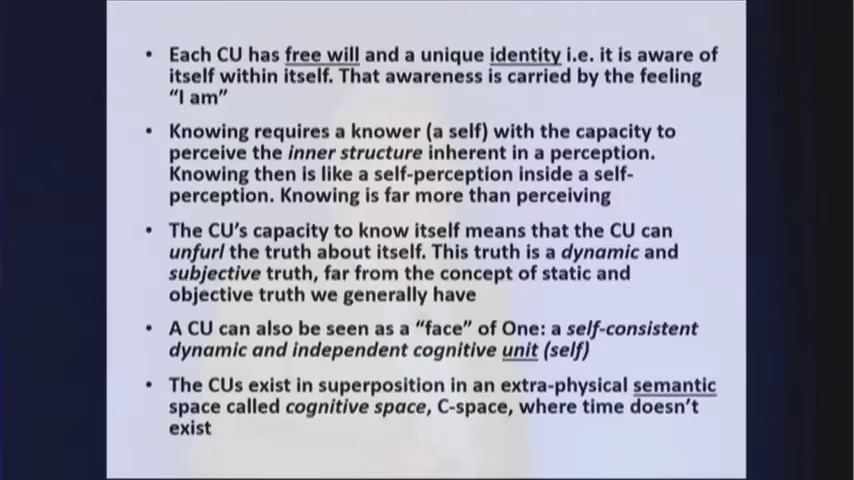 • Each CU has free will and a unique identity i.e. it is aware of
itself within itself. That awareness is carried by the feeling
“I am”
• Knowing requires a knower (a self) with the capacity to
perceive the inner structure inherent in a perception.
Knowing then is like a self-perception inside a self-
perception. Knowing is far more than perceiving
• The CU’s capacity to know itself means that the CU can
unfurl the truth about itself. This truth is a dynamic and
subjective truth, far from the concept of static and
objective truth we generally have
• A CU can also be seen as a “face” of One: a self-consistent
dynamic and independent cognitive unit (self)
• The CUs exist in superposition in an extra-physical semantic
space called cognitive space, C-space, where time doesn’t
exist